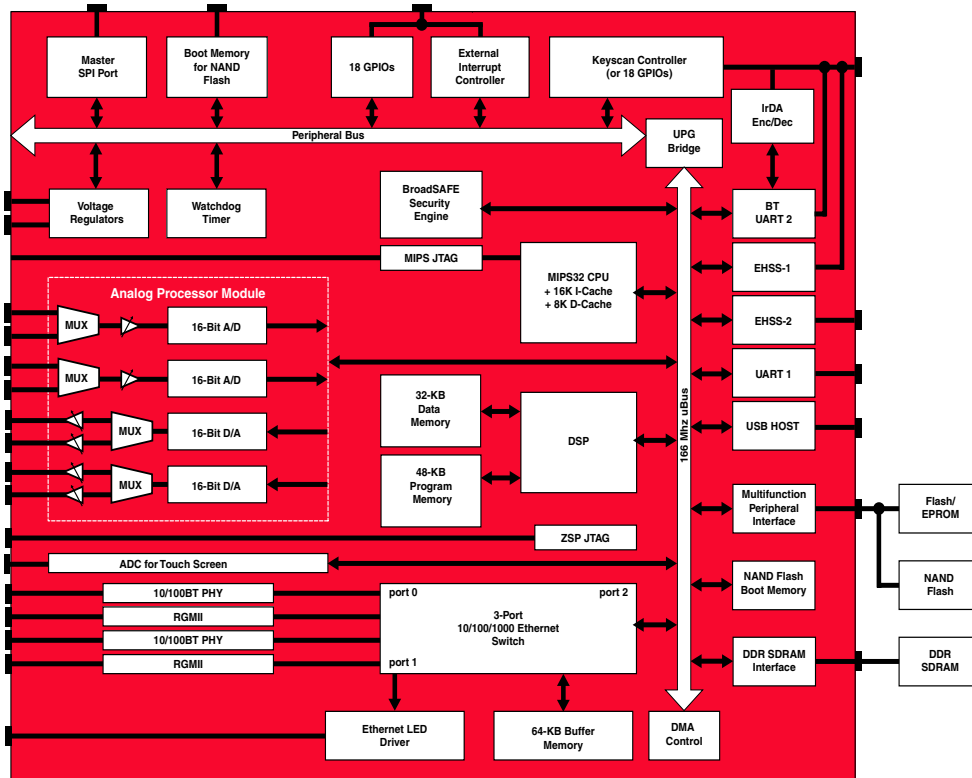 Master
SPI Port
Boot Memory
for NAND
Flash
18 GPIOs
External
Interrupt
Controller
Keyscan Controller
(or 18 GPIOs)
IrDA
Enc/Dec
Peripheral Bus
UPG
Bridge
Voltage
Regulators
Watchdog
Timer
BroadSAFE
Security
Engine
BT
UART 2
MIPS JTAG
MIPS32 CPU
+ 16K I-Cache
+ 8K D-Cache
EHSS-1
Analog Processor Module
MUX
16-Bit A/D
EHSS-2
MUX
16-Bit A/D
UART 1
32-KB
Data
Memory
DSP
166 Mhz uBus
USB HOST
MUX
16-Bit D/A
48-KB
Program
Memory
MUX
16-Bit D/A
Multifunction
Peripheral
Interface
Flash/
EPROM
ZSP JTAG
ADC for Touch Screen
NAND Flash
Boot Memory
NAND
Flash
10/100BT PHY
RGMII
10/100BT PHY
RGMII
port 0
port 2
3-Port
10/100/1000 Ethernet
Switch
port 1
DDR SDRAM
Interface
DDR
SDRAM
Ethernet LED
Driver
64-KB Buffer
Memory
DMA
Control